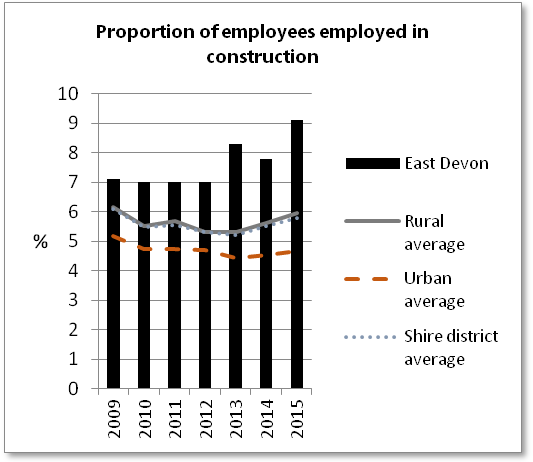 Proportion of employees employed in
construction
10
9
8
7
6
5
4
3
2
1
0
%
2009
2010
2011
2012
2013
2014
2015
East Devon
Rural
average
Urban
average
Shire district
average